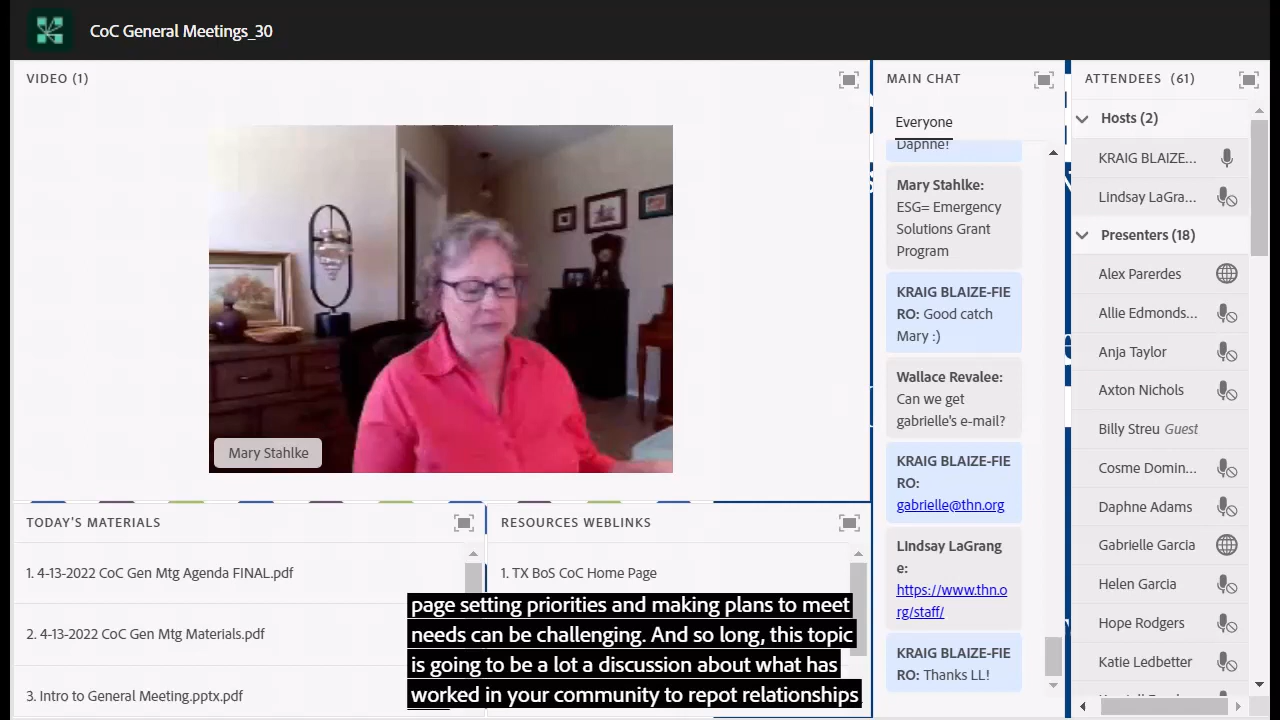 CoC General Meetings_30
VIDEO (1)
Mary Stahlke
TODAY'S MATERIALS
1. 4-13-2022 CoC Gen Mtg Agenda FINAL.pdf
2. 4-13-2022 CoC Gen Mtg Materials.pdf
3. Intro to General Meeting.pptx.pdf
RESOURCES WEBLINKS
1. TX BoS CoC Home Page
page setting priorities and making plans to meet
needs can be challenging. And so long, this topic
is going to be a lot a discussion about what has
worked in your community to repot relationships
MAIN CHAT
Everyone
Daphne!
Mary Stahlke:
ESG= Emergency
Solutions Grant
Program
KRAIG BLAIZE-FIE
RO: Good catch
Mary :)
Wallace Revalee:
Can we get
gabrielle's e-mail?
KRAIG BLAIZE-FIE
RO:
gabrielle@thn.org
LIndsay LaGrang
e:
https://www.thn.o
rg/staff/
KRAIG BLAIZE-FIE
RO: Thanks LL!
ATTENDEES (61)
Hosts (2)
KRAIG BLAIZE...
Lindsay LaGra...
Presenters (18)
Alex Parerdes
Allie Edmonds...
Anja Taylor
Axton Nichols
Billy Streu Guest
Cosme Domin...
Daphne Adams
Gabrielle Garcia
Helen Garcia
Hope Rodgers
Katie Ledbetter